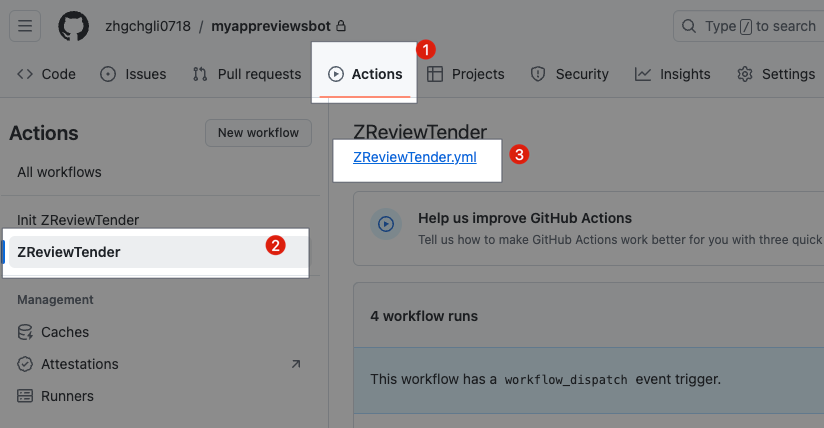 zhgchgli0718 / myappreviewsbot
Type / to search
Code Issues Pull requests Actions Projects Security Insights Settings
1
Actions
New workflow
All workflows
Init ZReviewTender
ZReviewTender
2
Management
Caches
Attestations
Runners
ZReviewTender
ZReviewTender.yml
3
Help us improve GitHub Actions
Tell us how to make GitHub Actions work better for you with three quick
4 workflow runs
This workflow has a workflow_dispatch event trigger.